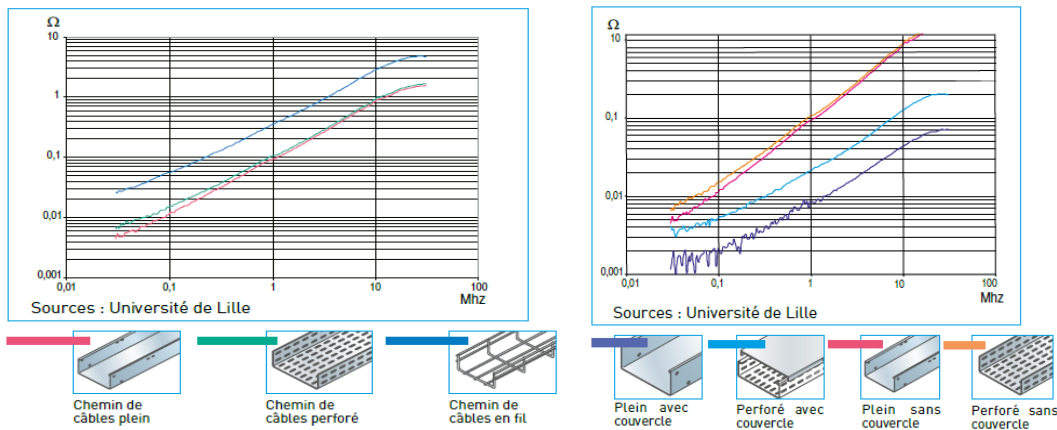 Ω
10
1
0,1
0,01
0,001
0,01
0,1
1
10
100
Mhz
Sources : Université de Lille
Chemin de
câbles plein
Chemin de
câbles perforé
Chemin de
câbles en fil
Ω
10
0,1
0,01
0,001
0,01
0,1
1
10
100
Mhz
Sources : Université de Lille
Plein avec
couvercle
Perforé avec
couvercle
Plein sans
couvercle
Perforé sans
couvercle